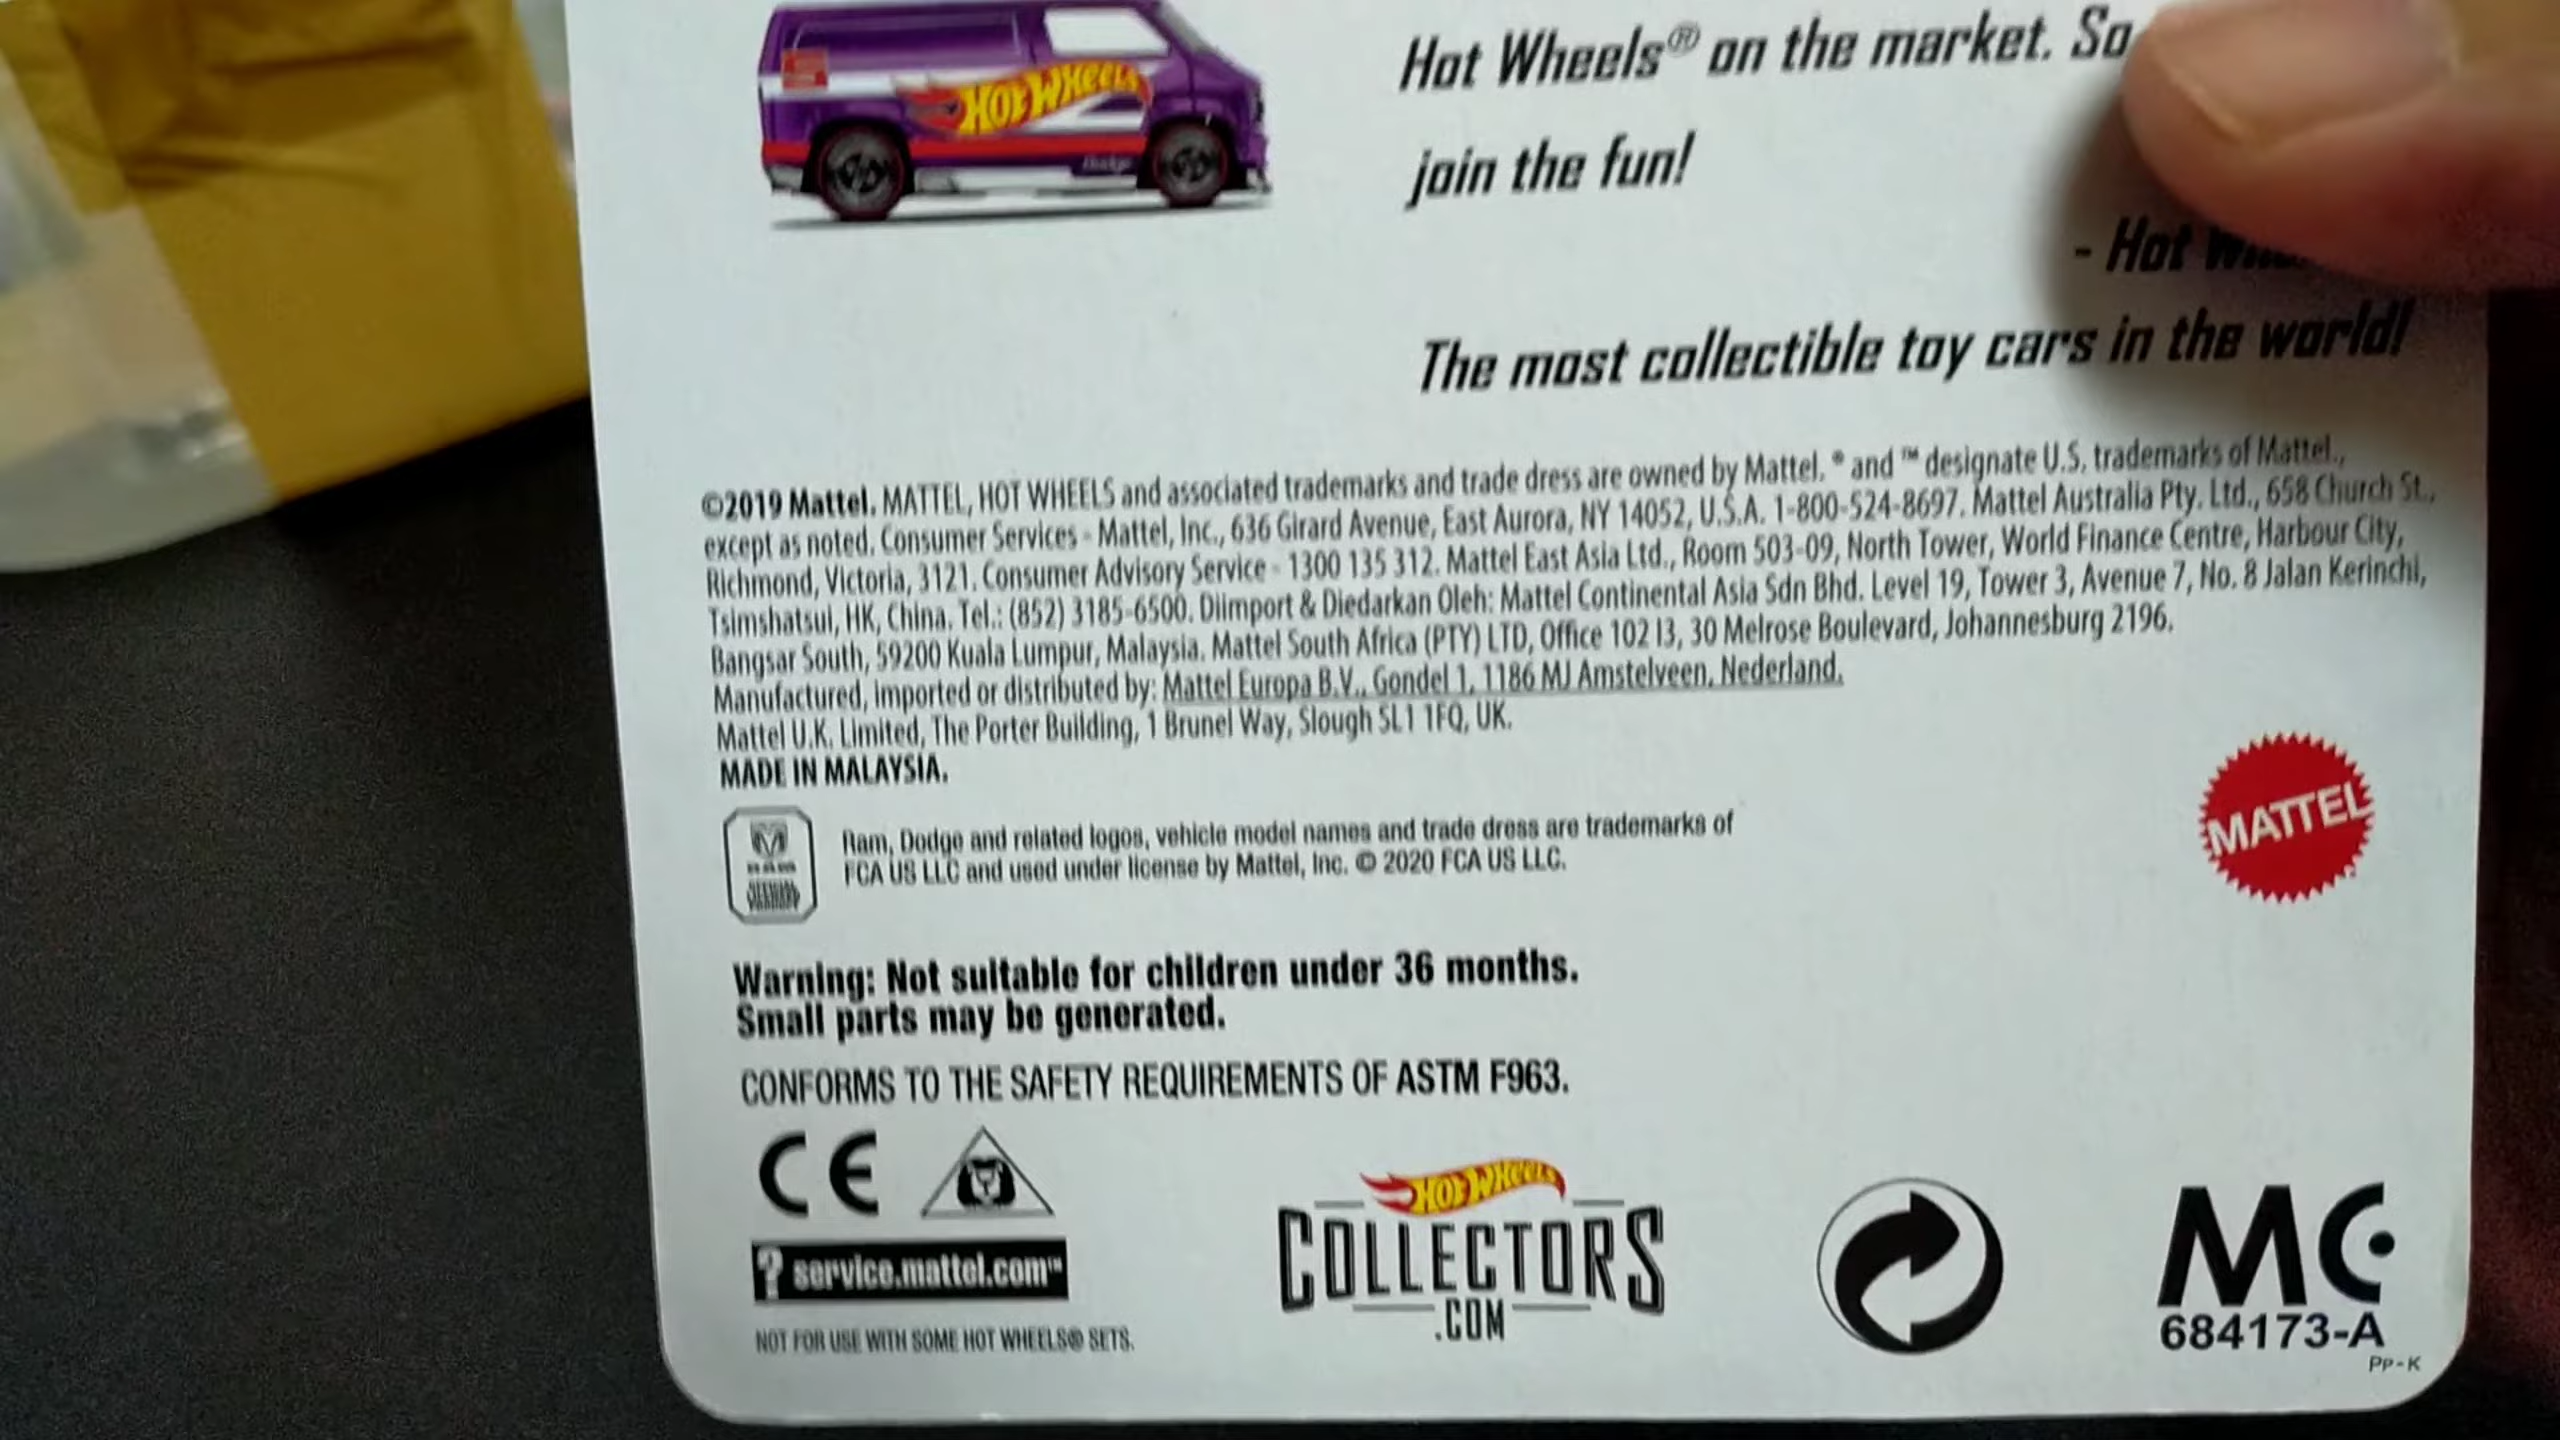 HOT WHEELS
Dodge
Hot Wheels® on the market. So
join the fun!
- Hot
The most collectible toy cars in the world!
©2019 Mattel. MATTEL, HOT WHEELS and associated trademarks and trade dress are owned by Mattel. ® and ™ designate U.S. trademarks of Mattel.,
except as noted. Consumer Services - Mattel, Inc., 636 Girard Avenue, East Aurora, NY 14052, U.S.A. 1-800-524-8697. Mattel Australia Pty. Ltd., 658 Church St.,
Richmond, Victoria, 3121. Consumer Advisory Service - 1300 135 312. Mattel East Asia Ltd., Room 503-09, North Tower, World Finance Centre, Harbour City,
Tsimshatsui, HK, China. Tel.: (852) 3185-6500. Diimport & Diedarkan Oleh: Mattel Continental Asia Sdn Bhd. Level 19, Tower 3, Avenue 7, No. 8 Jalan Kerinchi,
Bangsar South, 59200 Kuala Lumpur, Malaysia. Mattel South Africa (PTY) LTD, Office 102 I3, 30 Melrose Boulevard, Johannesburg 2196.
Manufactured, imported or distributed by: Mattel Europa B.V., Gondel 1, 1186 MJ Amstelveen, Nederland.
Mattel U.K. Limited, The Porter Building, 1 Brunel Way, Slough SL1 1FQ, UK.
MADE IN MALAYSIA.
MATTEL
Ram, Dodge and related logos, vehicle model names and trade dress are trademarks of
FCA US LLC and used under license by Mattel, Inc. © 2020 FCA US LLC.
Warning: Not suitable for children under 36 months.
Small parts may be generated.
CONFORMS TO THE SAFETY REQUIREMENTS OF ASTM F963.
CE
? service.mattel.com™
NOT FOR USE WITH SOME HOT WHEELS® SETS.
HOT WHEELS
COLLECTORS
.COM
MC
684173-A
PP-K